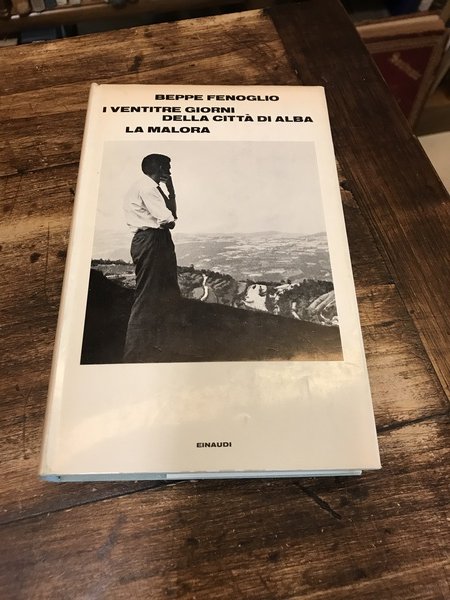 BEPPE FENOGLIO
I VENTITRE GIORNI
DELLA CITTÀ DI ALBA
LA MALORA
EINAUDI